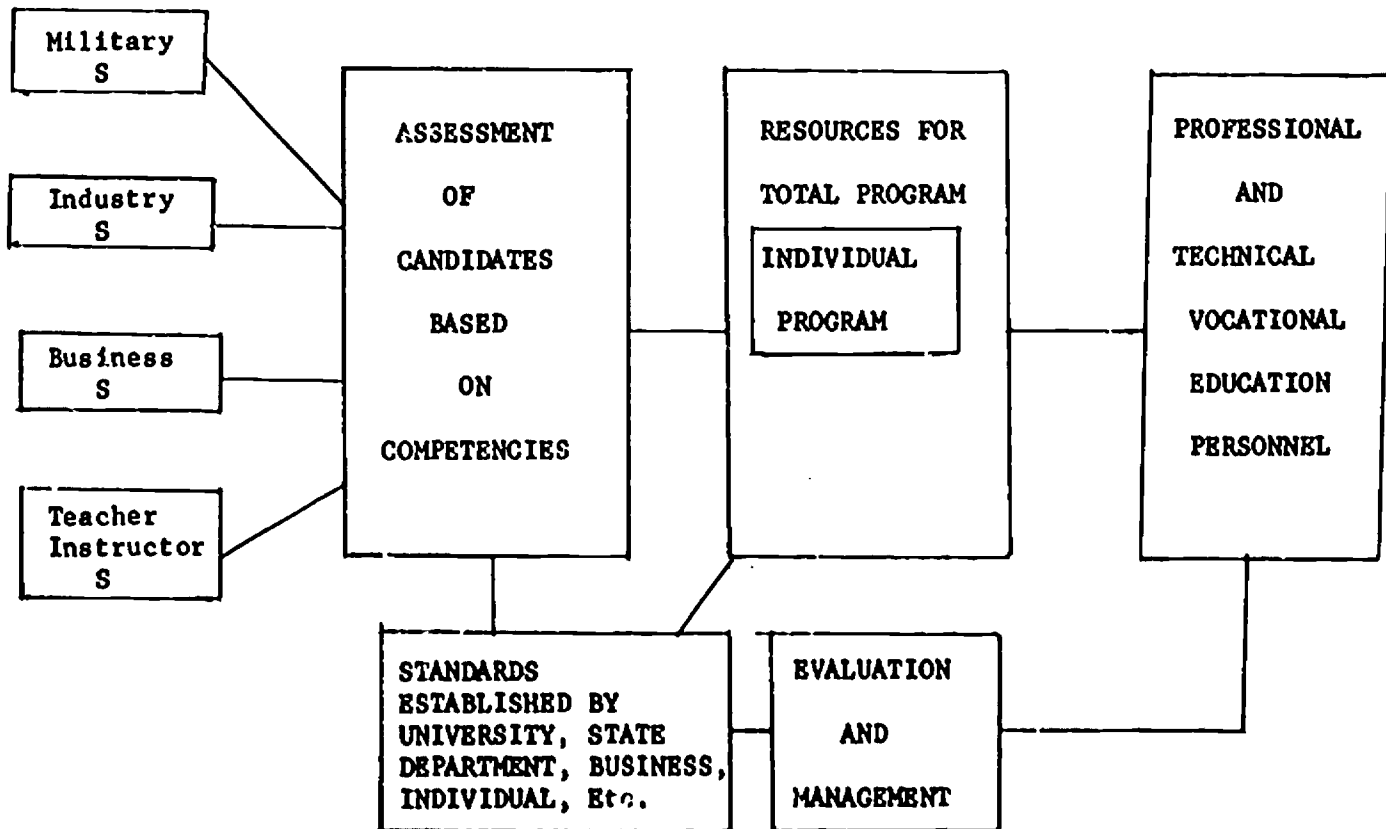 Military
S
Industry
S
Business
S
Teacher
Instructor
S
ASSESSMENT
OF
CANDIDATES
BASED
ON
COMPETENCIES
RESOURCES FOR
TOTAL PROGRAM
INDIVIDUAL
PROGRAM
PROFESSIONAL
AND
TECHNICAL
VOCATIONAL
EDUCATION
PERSONNEL
STANDARDS
ESTABLISHED BY
UNIVERSITY, STATE
DEPARTMENT, BUSINESS,
INDIVIDUAL, Etc.
EVALUATION
AND
MANAGEMENT